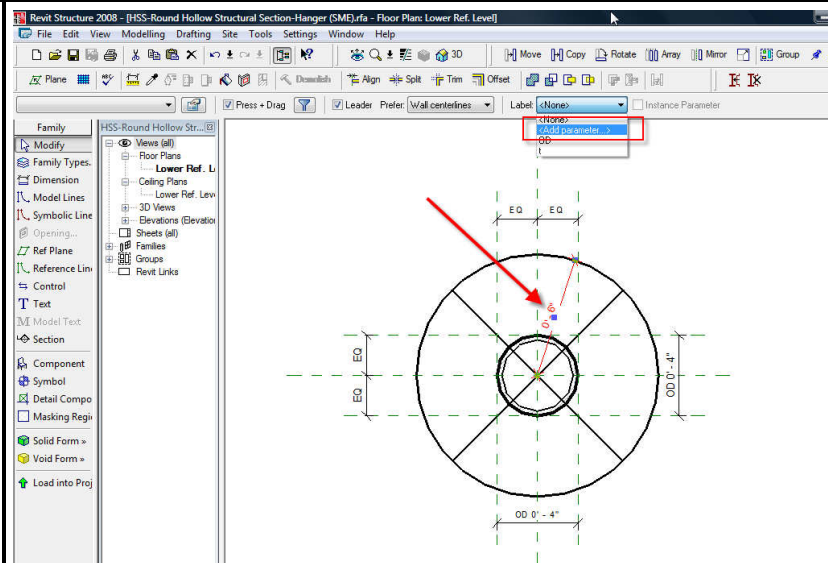 Revit Structure 2008 - [HSS-Round Hollow Structural Section-Hanger (SME).rfa - Floor Plan: Lower Ref. Level]
File Edit View Modelling Drafting Site Tools Settings Window Help
3D Move Copy Rotate Array Mirror Group
Plane Demolish Align Split Trim Offset
Press + Drag Leader Prefer: Wall centerlines Label: <None> Instance Parameter
<None>
<Add parameter...>
OD
t
Family
Modify
Family Types.
Dimension
Model Lines
Symbolic Line
Opening...
Ref Plane
Reference Lin
Control
Text
Model Text
Section
Component
Symbol
Detail Compo
Masking Regi
Solid Form »
Void Form »
Load into Proj
HSS-Round Hollow Str...
Views (all)
Floor Plans
Lower Ref. L
Ceiling Plans
Lower Ref. Leve
3D Views
Elevations (Elevation
Sheets (all)
Families
Groups
Revit Links
EQ EQ
0' - 6"
EQ
EQ
OD 0' - 4"
OD 0' - 4"